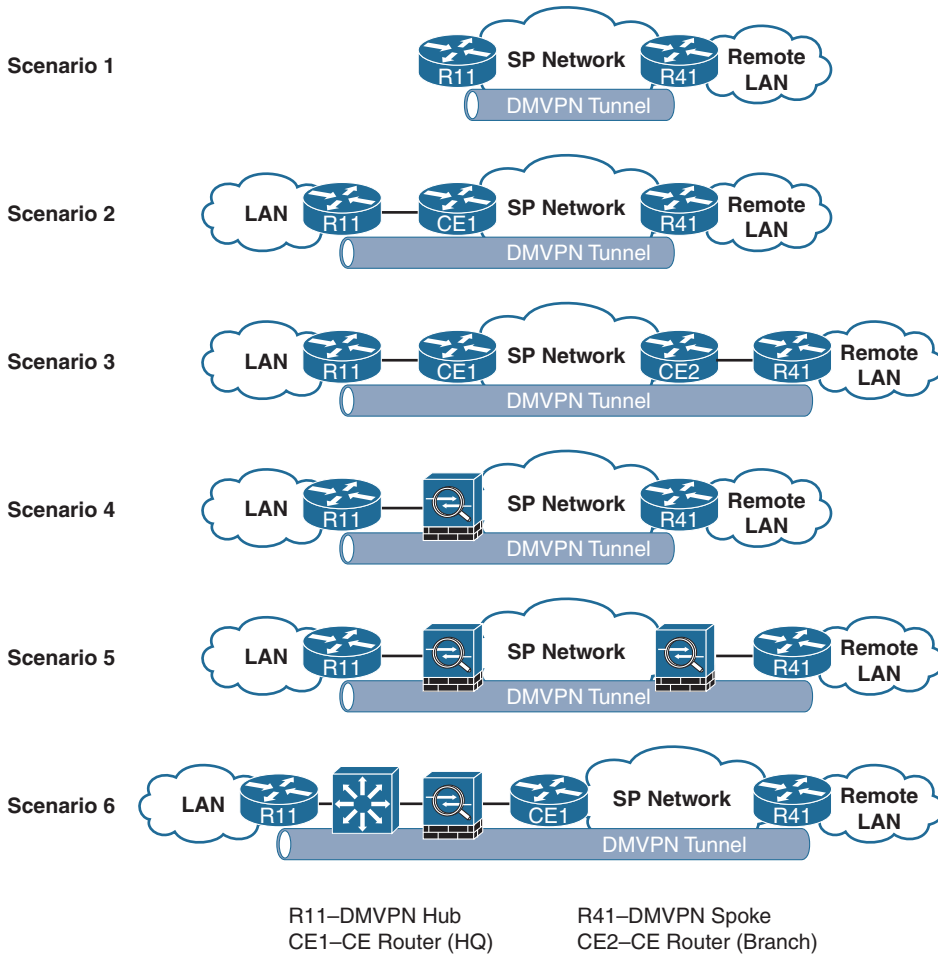 Scenario 1
R11
SP Network
R41
Remote
LAN
DMVPN Tunnel
Scenario 2
LAN
R11
CE1
SP Network
R41
Remote
LAN
DMVPN Tunnel
Scenario 3
LAN
R11
CE1
SP Network
CE2
R41
Remote
LAN
DMVPN Tunnel
Scenario 4
LAN
R11
SP Network
R41
Remote
LAN
DMVPN Tunnel
Scenario 5
LAN
R11
SP Network
R41
Remote
LAN
DMVPN Tunnel
Scenario 6
LAN
R11
CE1
SP Network
R41
Remote
LAN
DMVPN Tunnel
R11–DMVPN Hub
CE1–CE Router (HQ)
R41–DMVPN Spoke
CE2–CE Router (Branch)